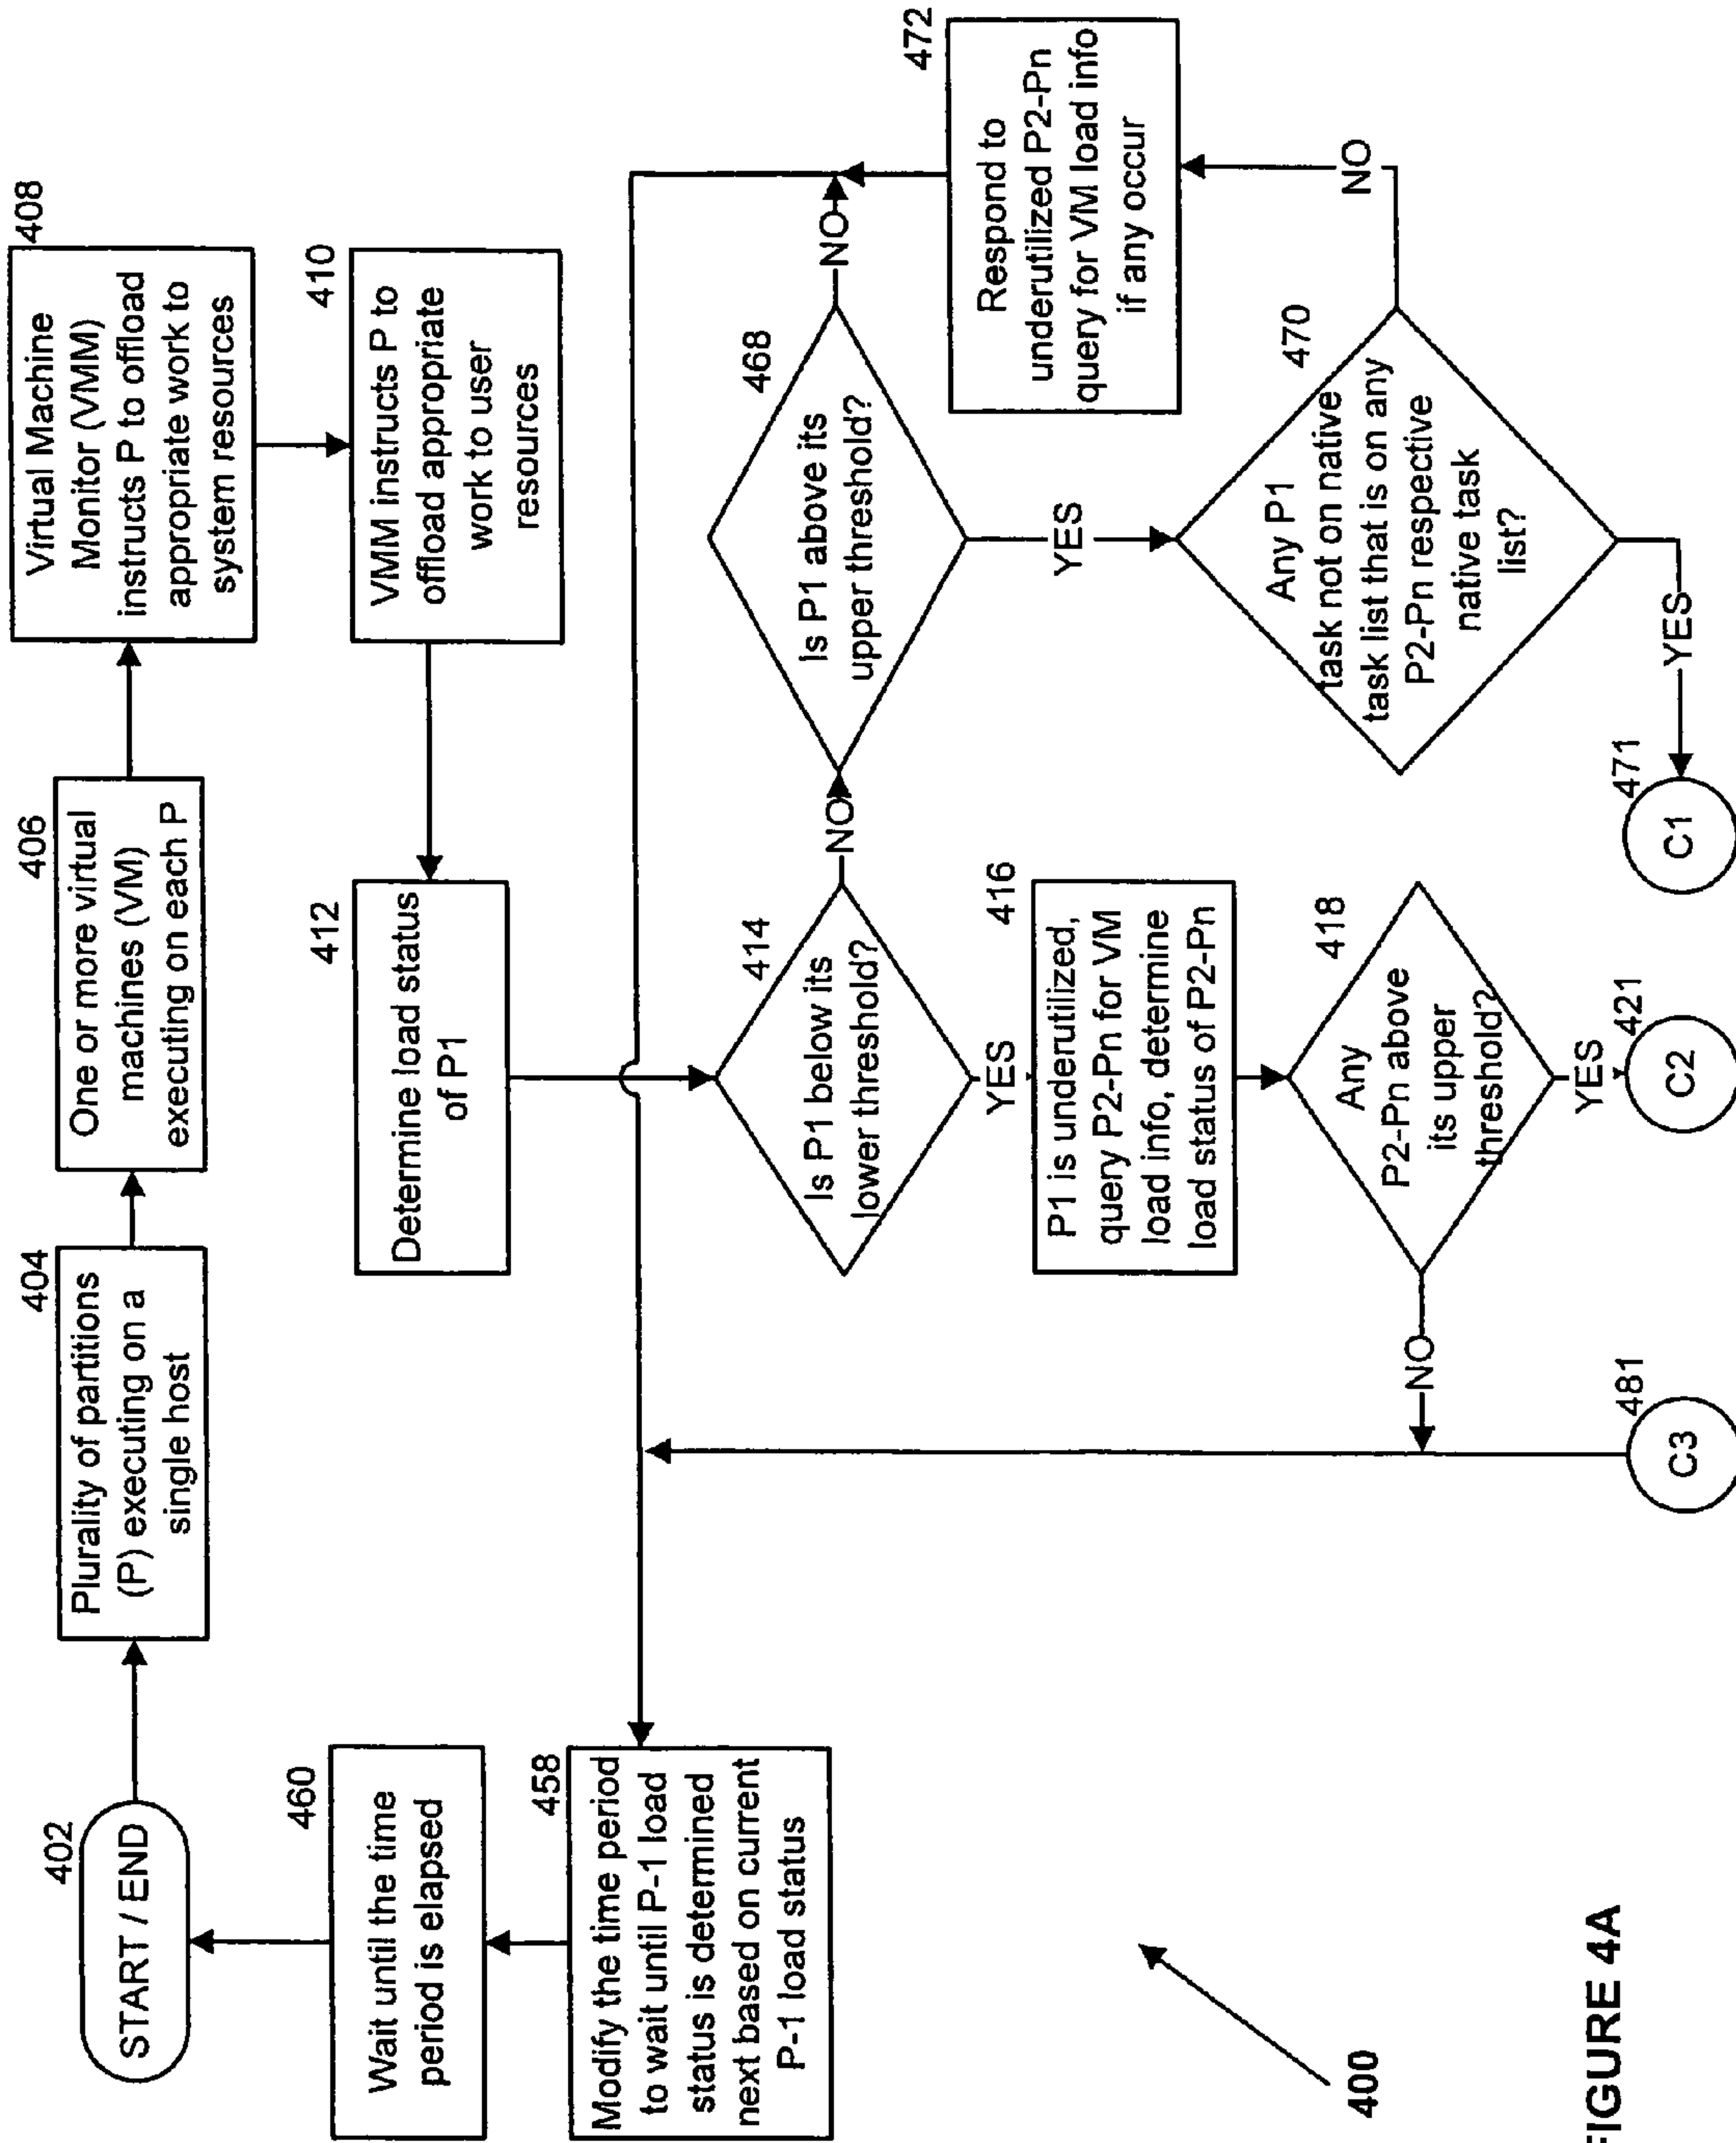 402
START / END
404
Plurality of partitions
(P) executing on a
single host
406
One or more virtual
machines (VM)
executing on each P
408
Virtual Machine
Monitor (VMM)
instructs P to offload
appropriate work to
system resources
410
VMM instructs P to
offload appropriate
work to user
resources
412
Determine load status
of P1
414
Is P1 below its
lower threshold?
NO
YES
468
Is P1 above its
upper threshold?
NO
YES
470
Any P1
task not on native
task list that is on any
P2-Pn respective
native task
list?
NO
YES
472
Respond to
underutilized P2-Pn
query for VM load info
if any occur
471
C1
416
P1 is underutilized,
query P2-Pn for VM
load info, determine
load status of P2-Pn
418
Any
P2-Pn above
its upper
threshold?
NO
YES
421
C2
481
C3
458
Modify the time period
to wait until P-1 load
status is determined
next based on current
P-1 load status
460
Wait until the time
period is elapsed
400
FIGURE 4A